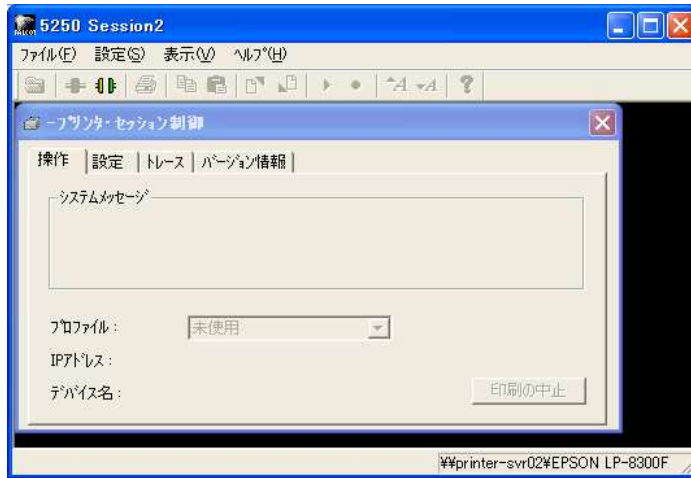 5250 Session2
ﾌｧｲﾙ(F) 設定(S) 表示(V) ﾍﾙﾌﾟ(H)
A A ?
-ﾌﾟﾘﾝﾀ･ｾｯｼｮﾝ制御
操作 設定 ﾄﾚｰｽ ﾊﾞｰｼﾞｮﾝ情報
ｼｽﾃﾑﾒｯｾｰｼﾞ
ﾌﾟﾛﾌｧｲﾙ : 未使用
IPｱﾄﾞﾚｽ :
ﾃﾞﾊﾞｲｽ名 : 印刷の中止
¥¥printer-svr02¥EPSON LP-8300F